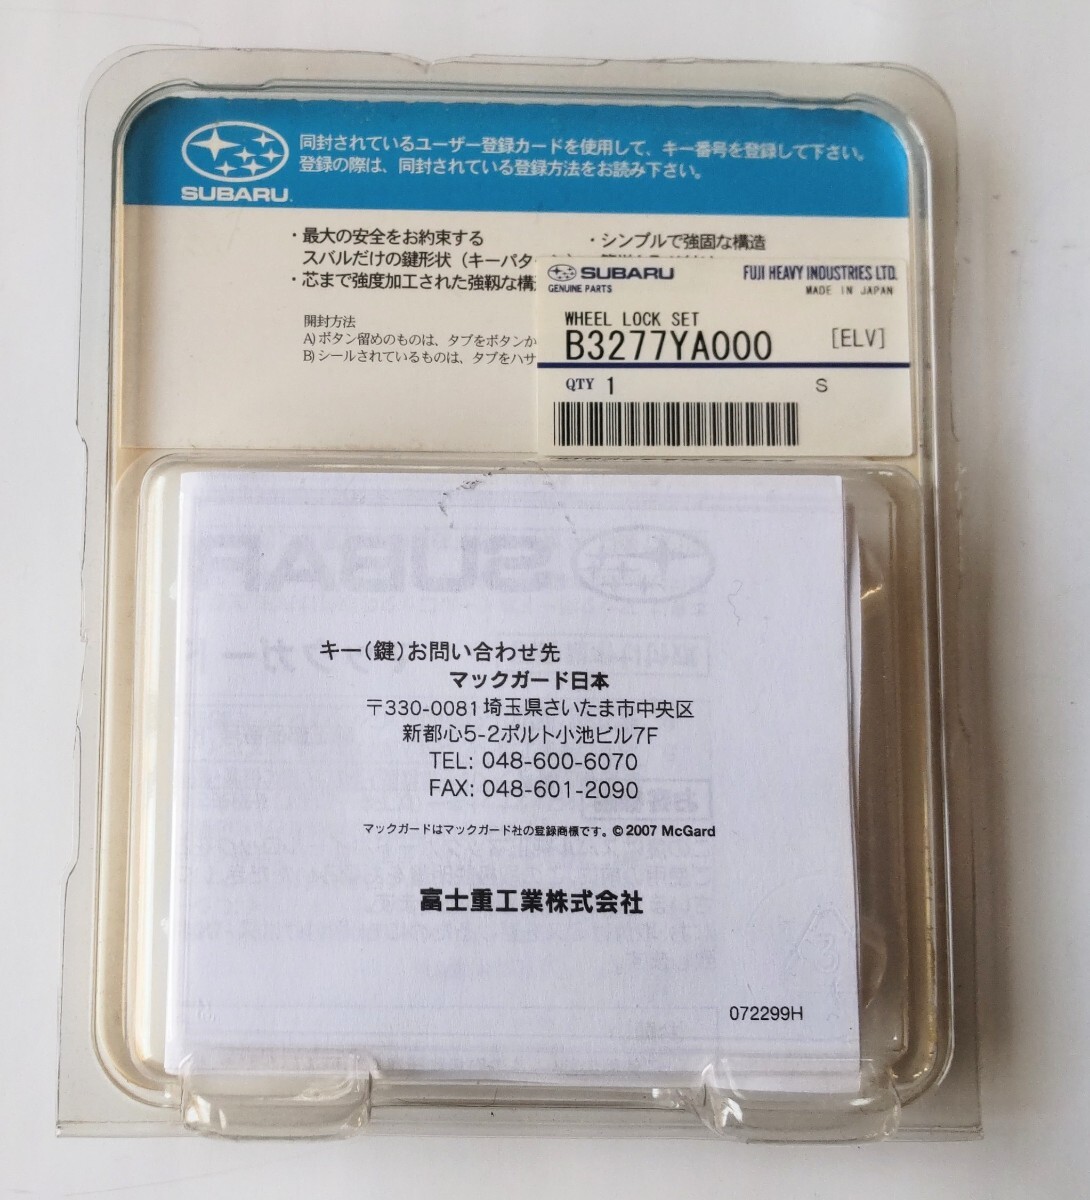 同封されているユーザー登録カードを使用して、キー番号を登録して下さい。
登録の際は、同封されている登録方法をお読み下さい。
SUBARU
・最大の安全をお約束する
スバルだけの鍵形状（キーパタ
・芯まで強度加工された強靱な構
・シンプルで強固な構造
開封方法
A)ボタン留めのものは、タブをボタンか
B)シールされているものは、タブをハサ
SUBARU
GENUINE PARTS
FUJI HEAVY INDUSTRIES LTD.
MADE IN JAPAN
WHEEL LOCK SET
B3277YA000
[ELV]
QTY 1
S
キー(鍵)お問い合わせ先
マックガード日本
〒330-0081埼玉県さいたま市中央区
新都心5-2ポルト小池ビル7F
TEL: 048-600-6070
FAX: 048-601-2090
マックガードはマックガード社の登録商標です。©2007 McGard
富士重工業株式会社
072299H